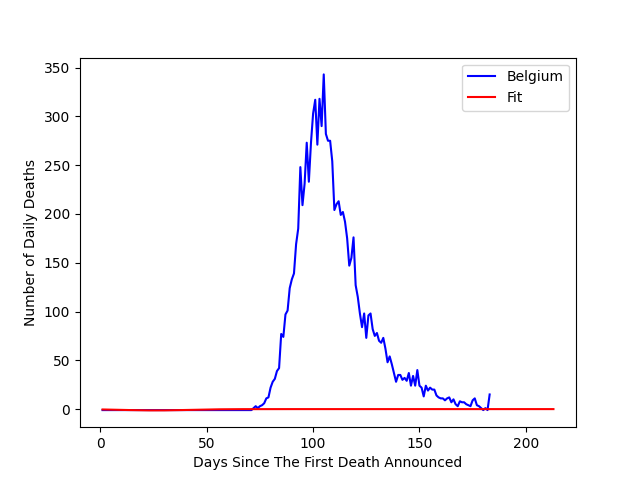 Belgium
Fit
350
300
250
200
150
100
50
0
Number of Daily Deaths
0 50 100 150 200
Days Since The First Death Announced